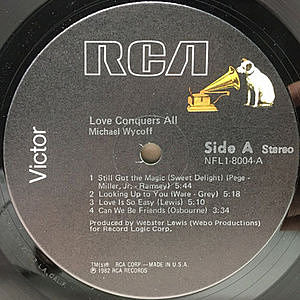 RCA
Victor
Love Conquers All
Michael Wycoff
Side A Stereo
NFL1-8004-A
1 Still Got the Magic (Sweet Delight) (Pege -
Miller, Jr. - Ramsey) 5:44
2 Looking Up to You (Ware - Grey) 5:18
3 Love Is So Easy (Lewis) 5:10
4 Can We Be Friends (Osbourne) 3:34
Produced by Webster Lewis (Webo Productions)
for Record Logic Corp.
TM(s)® RCA CORP—MADE IN U.S.A.
℗ 1982 RCA RECORDS